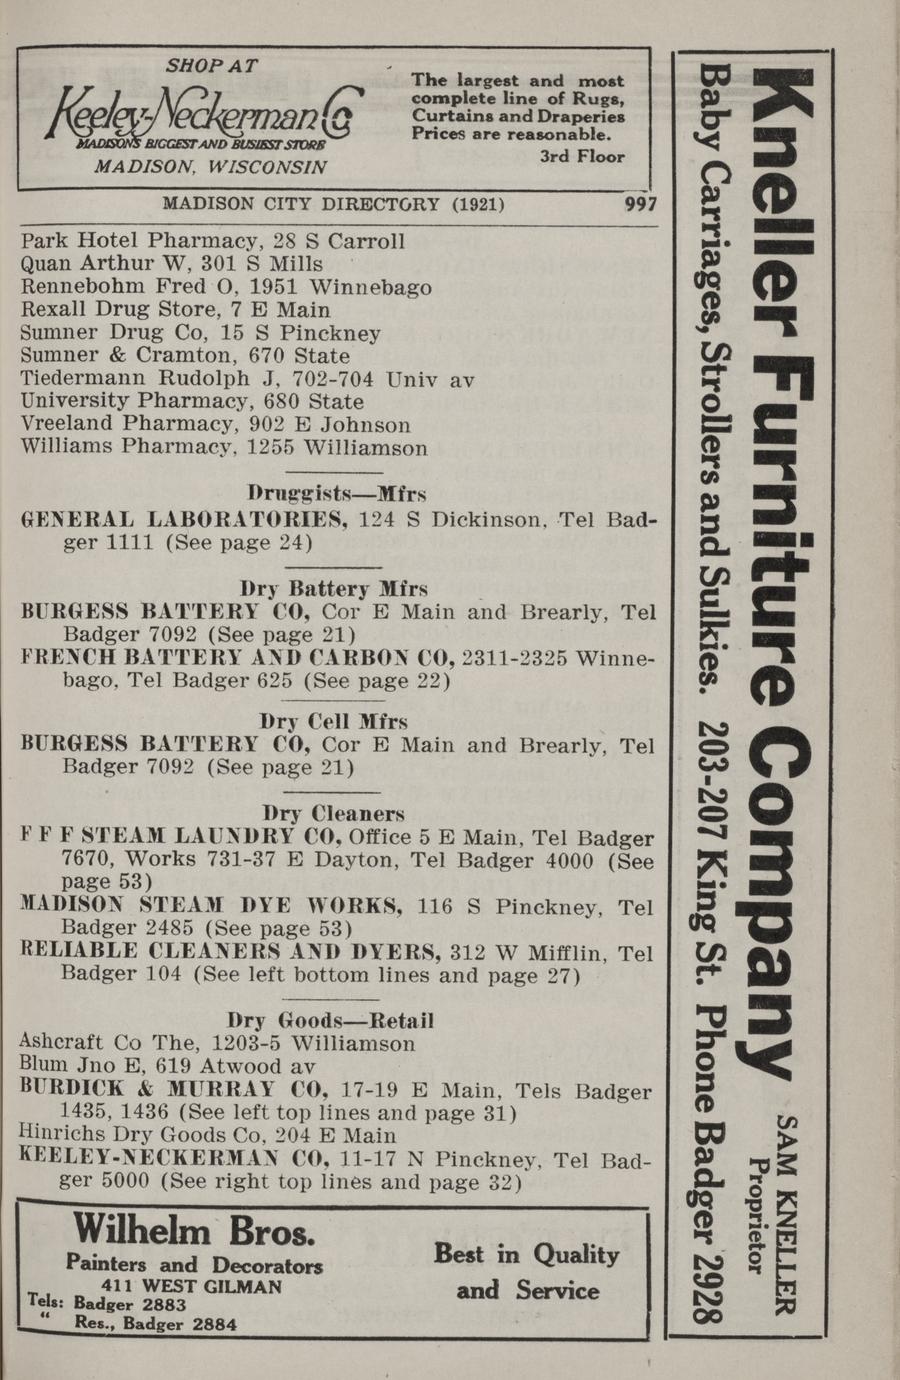 SHOP AT
Keeley-Neckerman Co
MADISON'S BIGGEST AND BUSIEST STORE
MADISON, WISCONSIN
The largest and most
complete line of Rugs,
Curtains and Draperies
Prices are reasonable.
3rd Floor
MADISON CITY DIRECTORY (1921) 997
Park Hotel Pharmacy, 28 S Carroll
Quan Arthur W, 301 S Mills
Rennebohm Fred O, 1951 Winnebago
Rexall Drug Store, 7 E Main
Sumner Drug Co, 15 S Pinckney
Sumner & Cramton, 670 State
Tiedermann Rudolph J, 702-704 Univ av
University Pharmacy, 680 State
Vreeland Pharmacy, 902 E Johnson
Williams Pharmacy, 1255 Williamson
Druggists—Mfrs
GENERAL LABORATORIES, 124 S Dickinson, Tel Bad-
ger 1111 (See page 24)
Dry Battery Mfrs
BURGESS BATTERY CO, Cor E Main and Brearly, Tel
Badger 7092 (See page 21)
FRENCH BATTERY AND CARBON CO, 2311-2325 Winne-
bago, Tel Badger 625 (See page 22)
Dry Cell Mfrs
BURGESS BATTERY CO, Cor E Main and Brearly, Tel
Badger 7092 (See page 21)
Dry Cleaners
F F F STEAM LAUNDRY CO, Office 5 E Main, Tel Badger
7670, Works 731-37 E Dayton, Tel Badger 4000 (See
page 53)
MADISON STEAM DYE WORKS, 116 S Pinckney, Tel
Badger 2485 (See page 53)
RELIABLE CLEANERS AND DYERS, 312 W Mifflin, Tel
Badger 104 (See left bottom lines and page 27)
Dry Goods—Retail
Ashcraft Co The, 1203-5 Williamson
Blum Jno E, 619 Atwood av
BURDICK & MURRAY CO, 17-19 E Main, Tels Badger
1435, 1436 (See left top lines and page 31)
Hinrichs Dry Goods Co, 204 E Main
KEELEY-NECKERMAN CO, 11-17 N Pinckney, Tel Bad-
ger 5000 (See right top lines and page 32)
Wilhelm Bros.
Painters and Decorators
411 WEST GILMAN
Tels: Badger 2883
" Res., Badger 2884
Best in Quality
and Service
Kneller Furniture Company
SAM KNELLER
Proprietor
Baby Carriages, Strollers and Sulkies. 203-207 King St. Phone Badger 2928